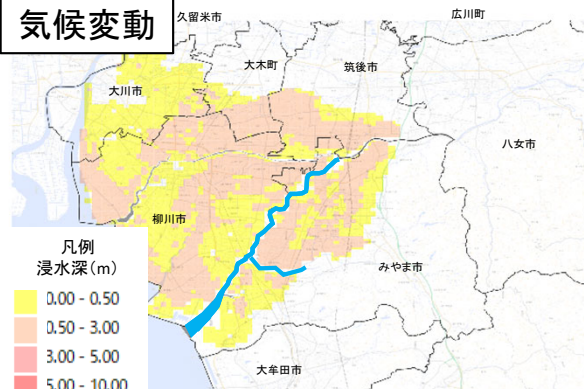 気候変動
久留米市
広川町
大木町
筑後市
大川市
八女市
柳川市
みやま市
大牟田市
凡例
浸水深(m)
0.00 - 0.50
0.50 - 3.00
3.00 - 5.00
5.00 - 10.00